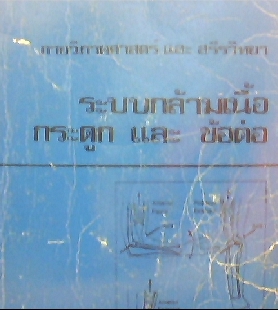 กายวิภาคศาสตร์ และ สรีรวิทยา
ระบบกล้ามเนื้อ
กระดูก และ ข้อต่อ